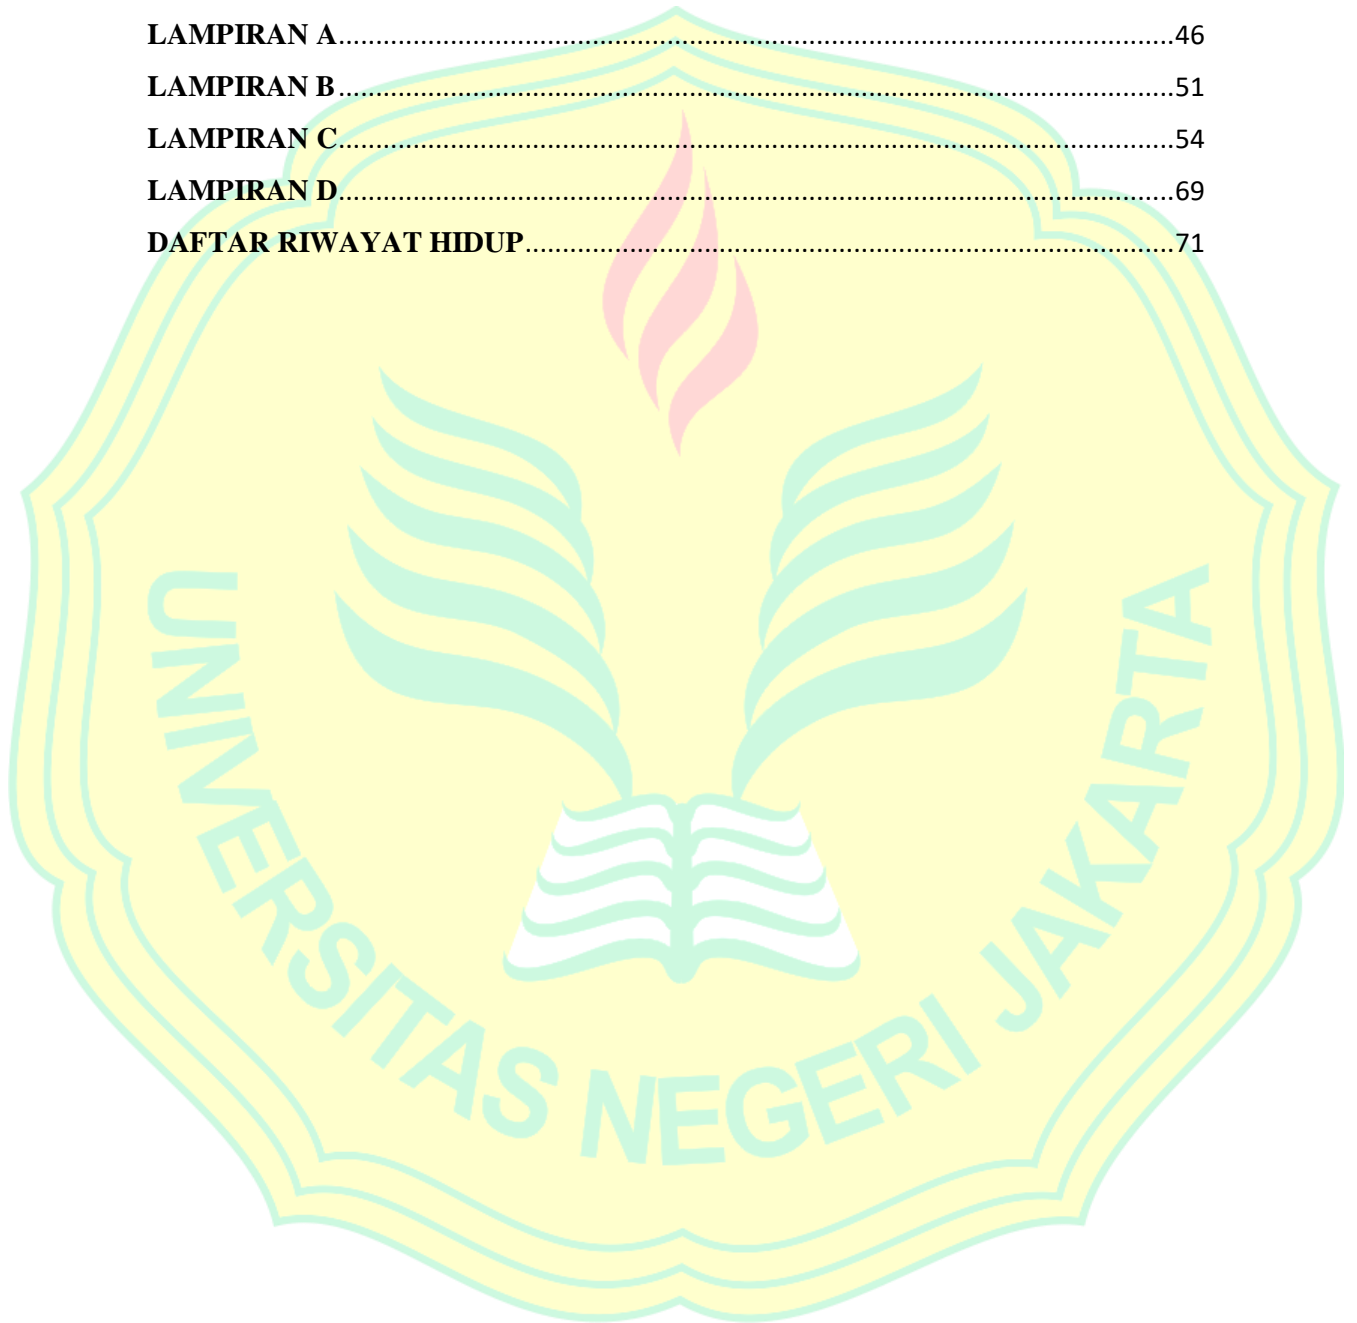 LAMPIRAN A........................................................................................................46
LAMPIRAN B........................................................................................................51
LAMPIRAN C........................................................................................................54
LAMPIRAN D........................................................................................................69
DAFTAR RIWAYAT HIDUP................................................................................71
UNIVERSITAS NEGERI JAKARTA